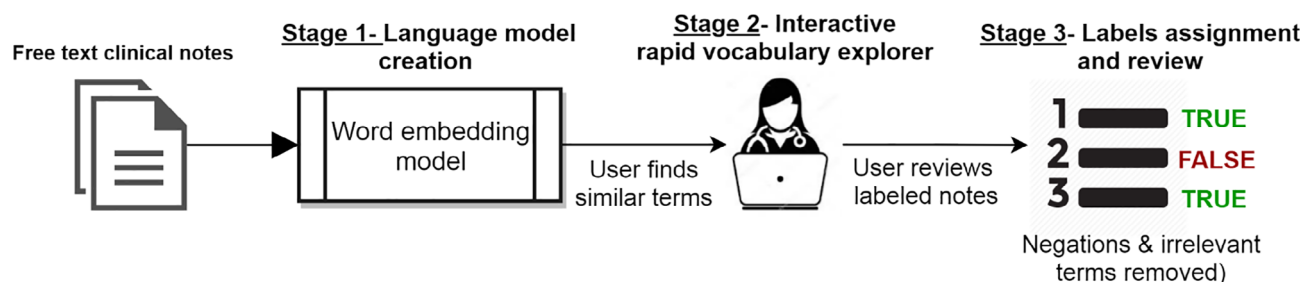 Free text clinical notes
Stage 1- Language model
creation
Word embedding
model
User finds
similar terms
Stage 2- Interactive
rapid vocabulary explorer
User reviews
labeled notes
Stage 3- Labels assignment
and review
1 TRUE
2 FALSE
3 TRUE
Negations & irrelevant
terms removed)